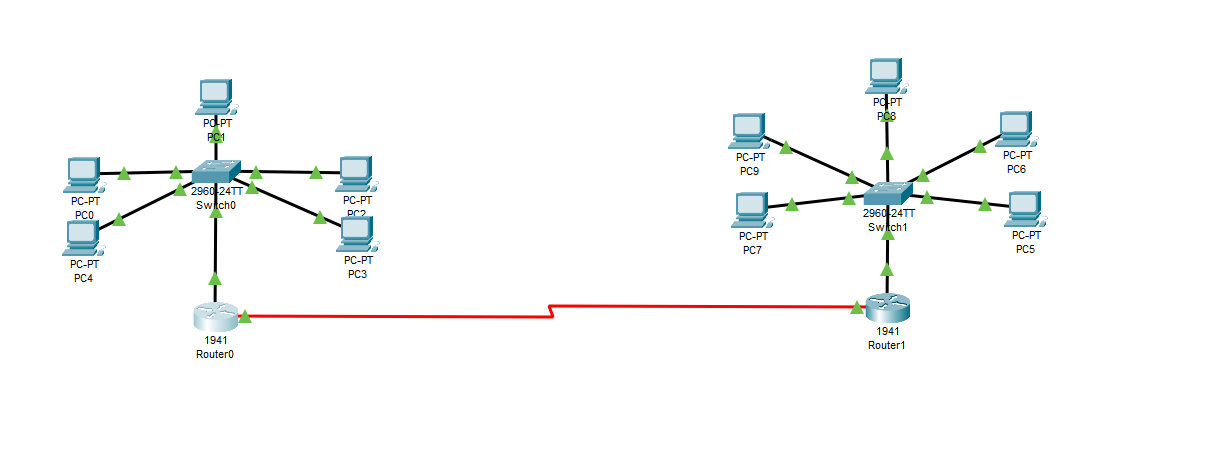 PC-PT
PC1
PC-PT
PC0
2960-24TT
Switch0
PC-PT
PC2
PC-PT
PC4
PC-PT
PC3
1941
Router0
PC-PT
PC8
PC-PT
PC9
PC-PT
PC6
2960-24TT
Switch1
PC-PT
PC7
PC-PT
PC5
1941
Router1